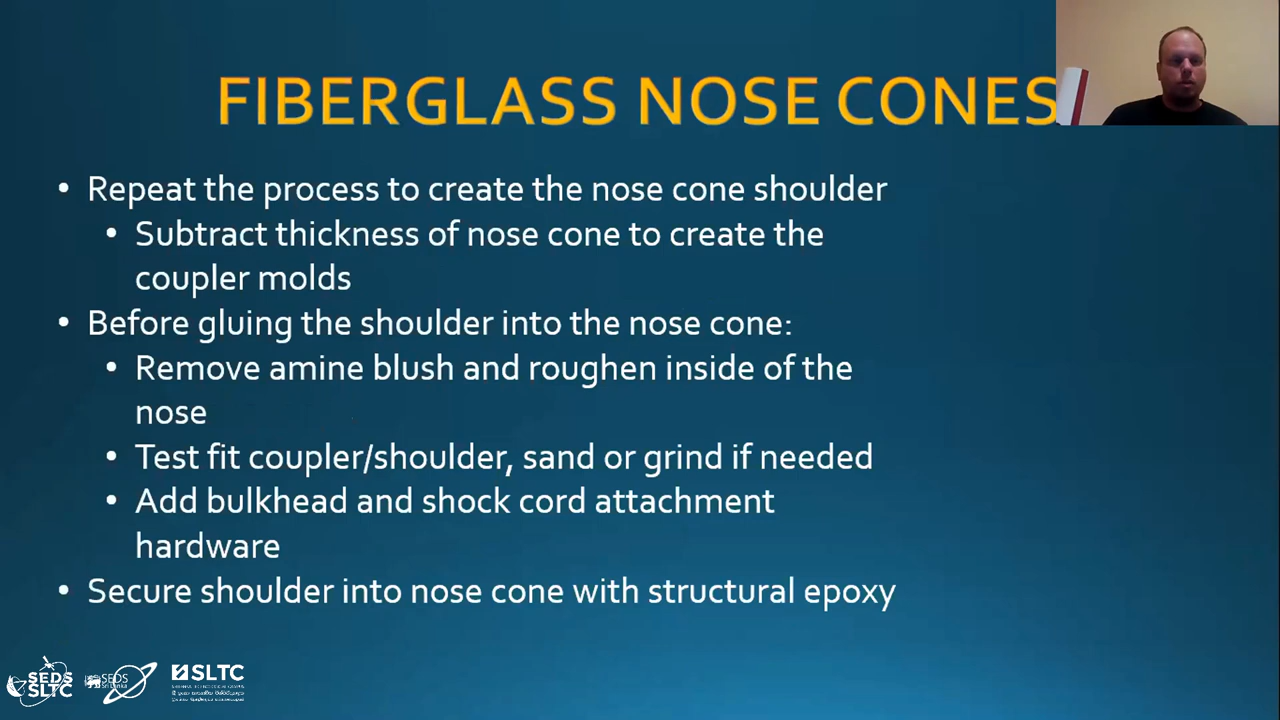 FIBERGLASS NOSE CONES
• Repeat the process to create the nose cone shoulder
• Subtract thickness of nose cone to create the
coupler molds
• Before gluing the shoulder into the nose cone:
• Remove amine blush and roughen inside of the
nose
• Test fit coupler/shoulder, sand or grind if needed
• Add bulkhead and shock cord attachment
hardware
• Secure shoulder into nose cone with structural epoxy
SEDS
SLTC
SEDS
Sri Lanka
SLTC